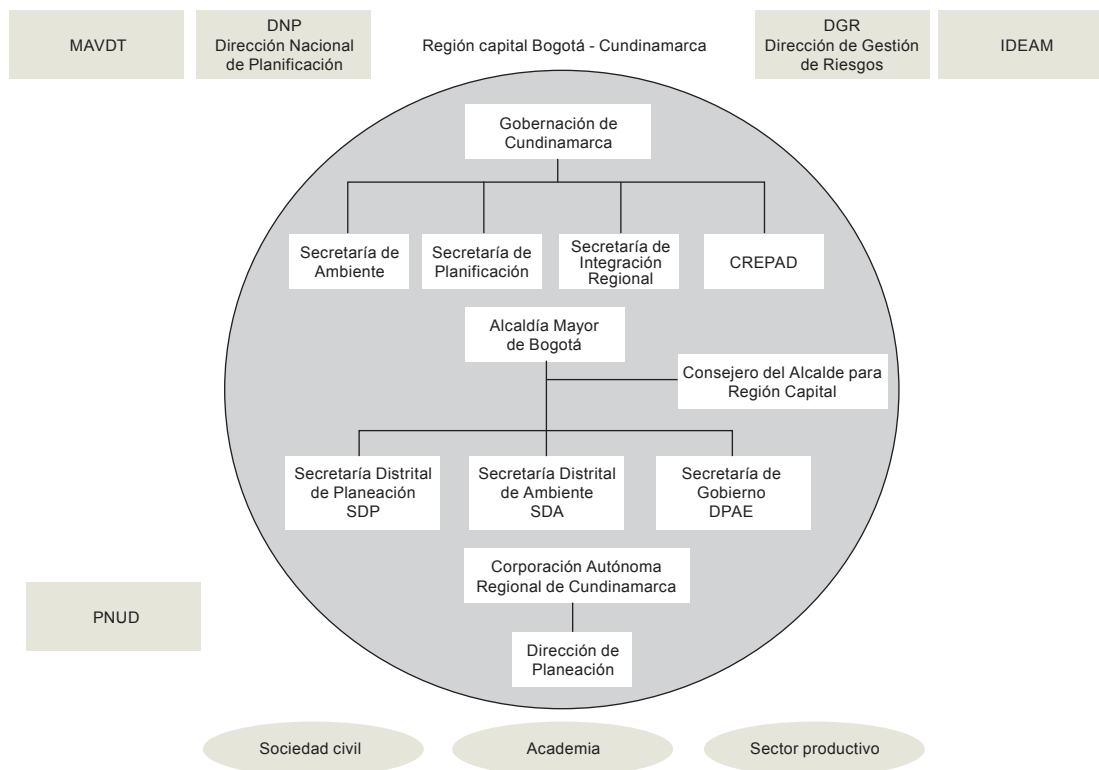 MAVDT
DNP
Dirección Nacional
de Planificación
Región capital Bogotá - Cundinamarca
DGR
Dirección de Gestión
de Riesgos
IDEAM
Gobernación de
Cundinamarca
Secretaría de
Ambiente
Secretaría de
Planificación
Secretaría de
Integración
Regional
CREPAD
Alcaldía Mayor
de Bogotá
Consejero del Alcalde para
Región Capital
Secretaría Distrital
de Planeación
SDP
Secretaría Distrital
de Ambiente
SDA
Secretaría de
Gobierno
DPAE
Corporación Autónoma
Regional de Cundinamarca
PNUD
Dirección de
Planeación
Sociedad civil
Academia
Sector productivo